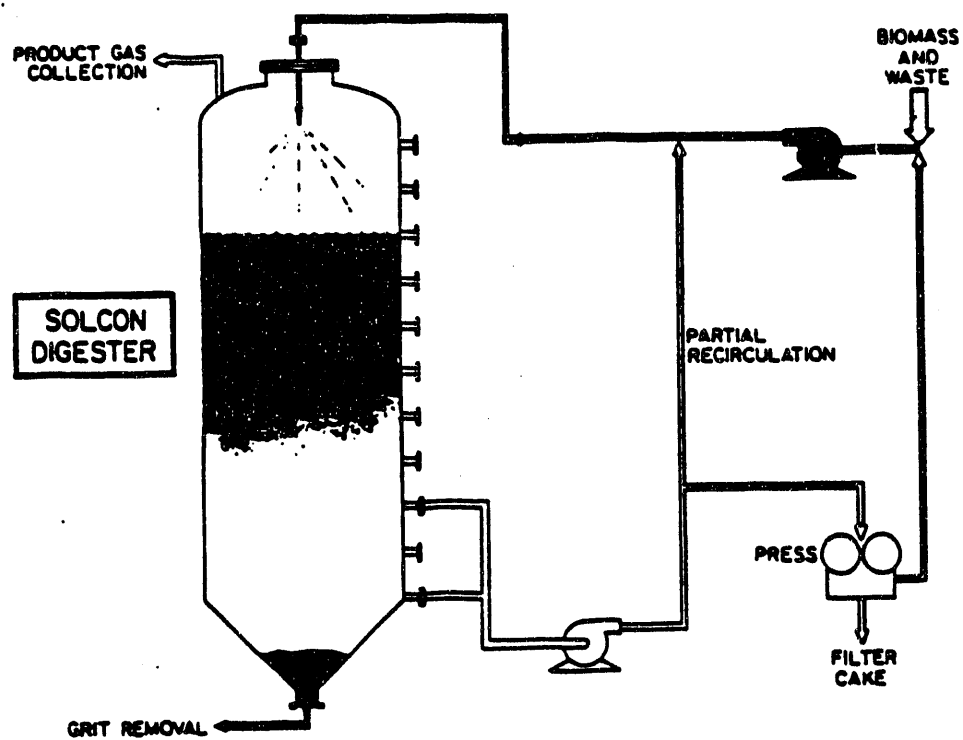 PRODUCT GAS
COLLECTION
BIOMASS
AND
WASTE
SOLCON
DIGESTER
PARTIAL
RECIRCULATION
PRESS
FILTER
CAKE
GRIT REMOVAL